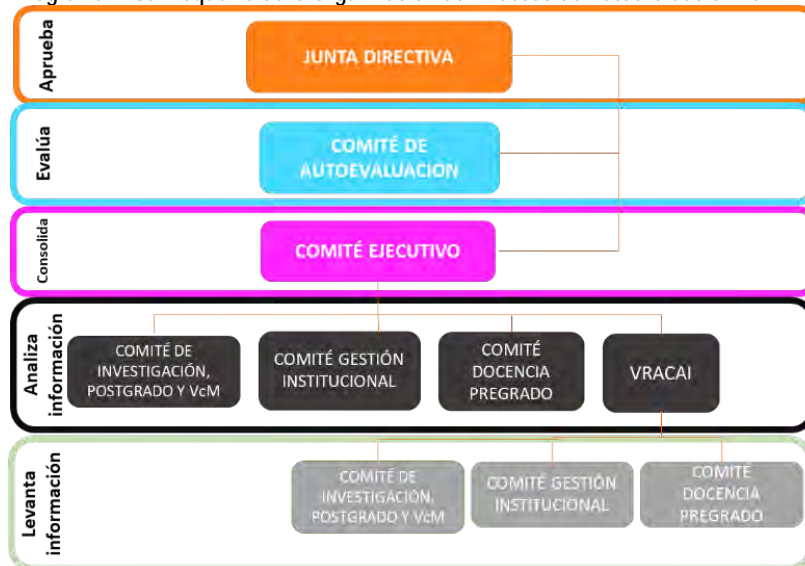 Aprueba
JUNTA DIRECTIVA
Evalúa
COMITÉ DE
AUTOEVALUACION
Consolida
COMITÉ EJECUTIVO
Analiza
información
COMITÉ DE
INVESTIGACIÓN,
POSTGRADO Y VcM
COMITÉ GESTIÓN
INSTITUCIONAL
COMITÉ
DOCENCIA
PREGRADO
VRACAI
Levanta
información
COMITÉ DE
INVESTIGACIÓN,
POSTGRADO Y VcM
COMITÉ GESTIÓN
INSTITUCIONAL
COMITÉ
DOCENCIA
PREGRADO